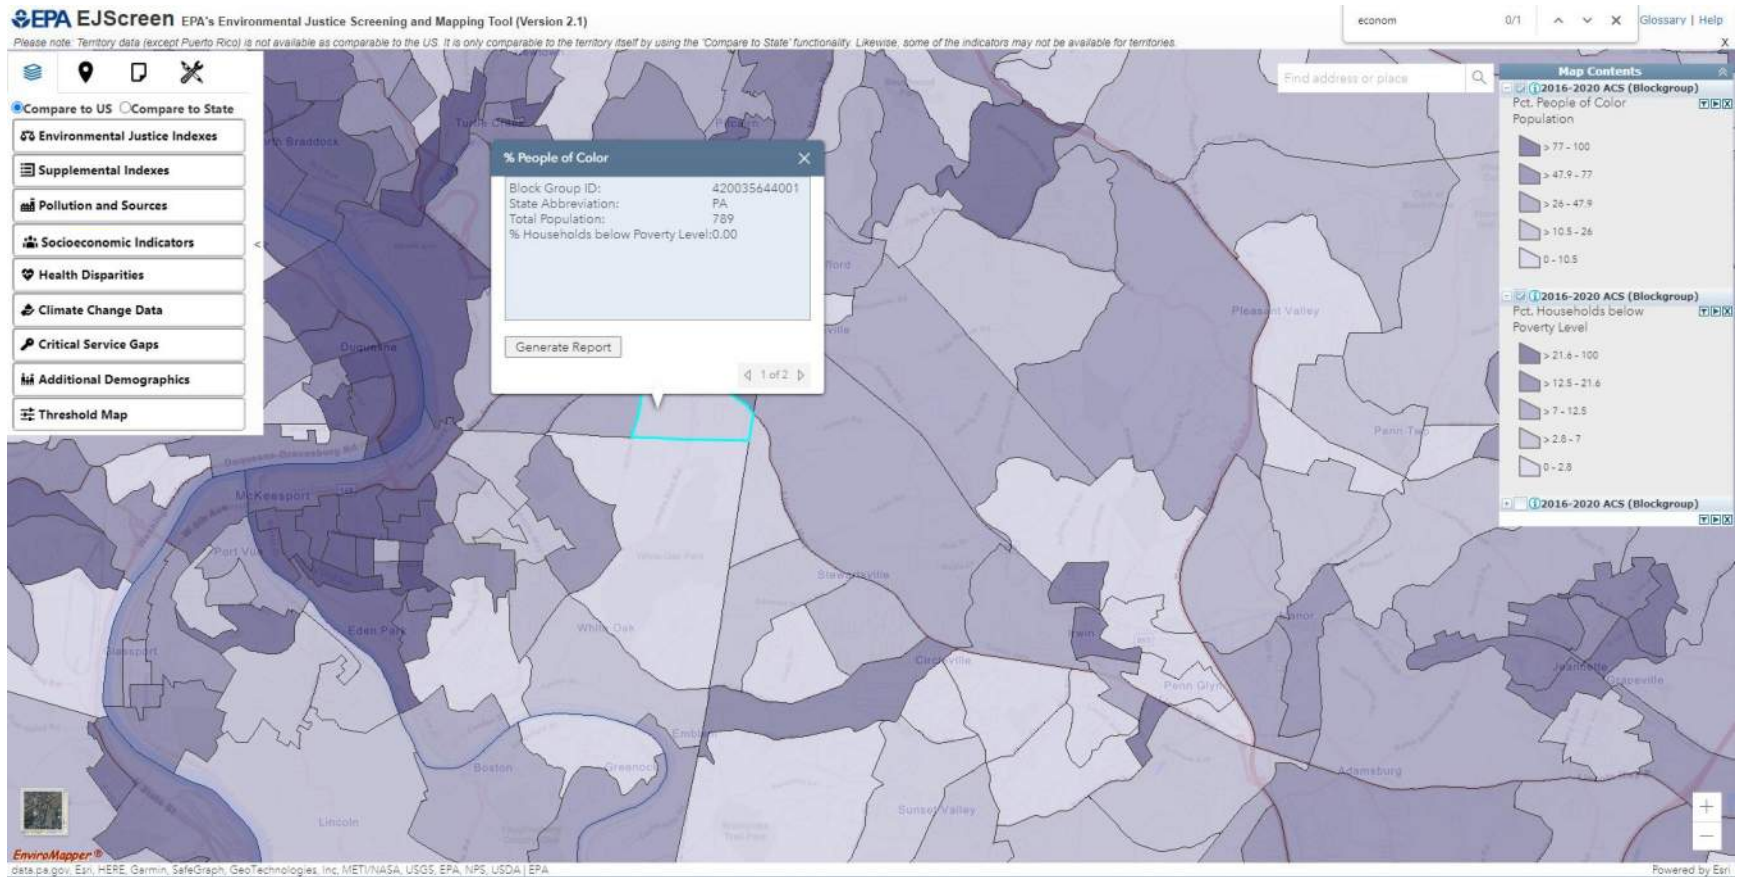 EPA EJScreen EPA's Environmental Justice Screening and Mapping Tool (Version 2.1)
econom 0/1
Glossary | Help
Please note: Territory data (except Puerto Rico) is not available as comparable to the US. It is only comparable to the territory itself by using the 'Compare to State' functionality. Likewise, some of the indicators may not be available for territories.
X
Compare to US Compare to State
Environmental Justice Indexes
Supplemental Indexes
Pollution and Sources
Socioeconomic Indicators
Health Disparities
Climate Change Data
Critical Service Gaps
Additional Demographics
Threshold Map
< >
% People of Color
Block Group ID: 420035644001
State Abbreviation: PA
Total Population: 789
% Households below Poverty Level:0.00
Generate Report
1 of 2
Find address or place
Map Contents
2016-2020 ACS (Blockgroup)
Pct. People of Color
Population
> 77 - 100
> 47.9 - 77
> 26 - 47.9
> 10.5 - 26
0 - 10.5
2016-2020 ACS (Blockgroup)
Pct. Households below
Poverty Level
> 21.6 - 100
> 12.5 - 21.6
> 7 - 12.5
> 2.8 - 7
0 - 2.8
2016-2020 ACS (Blockgroup)
Turtle Creek
Pitcairn
Braddock
Pleasant Valley
Duquesne
Penn
McKeesport
Port Vue
Stewartsville
Eden Park
White Oak
Irwin
Manor
Glassport
Circleville
Jeannette
Grapeville
Penn Glyn
Boston
Greenock
Adamsburg
Sunset Valley
Lincoln
+
−
EnviroMapper ®
data.pa.gov, Esri, HERE, Garmin, SafeGraph, GeoTechnologies, Inc, METI/NASA, USGS, EPA, NPS, USDA | EPA
Powered by Esri